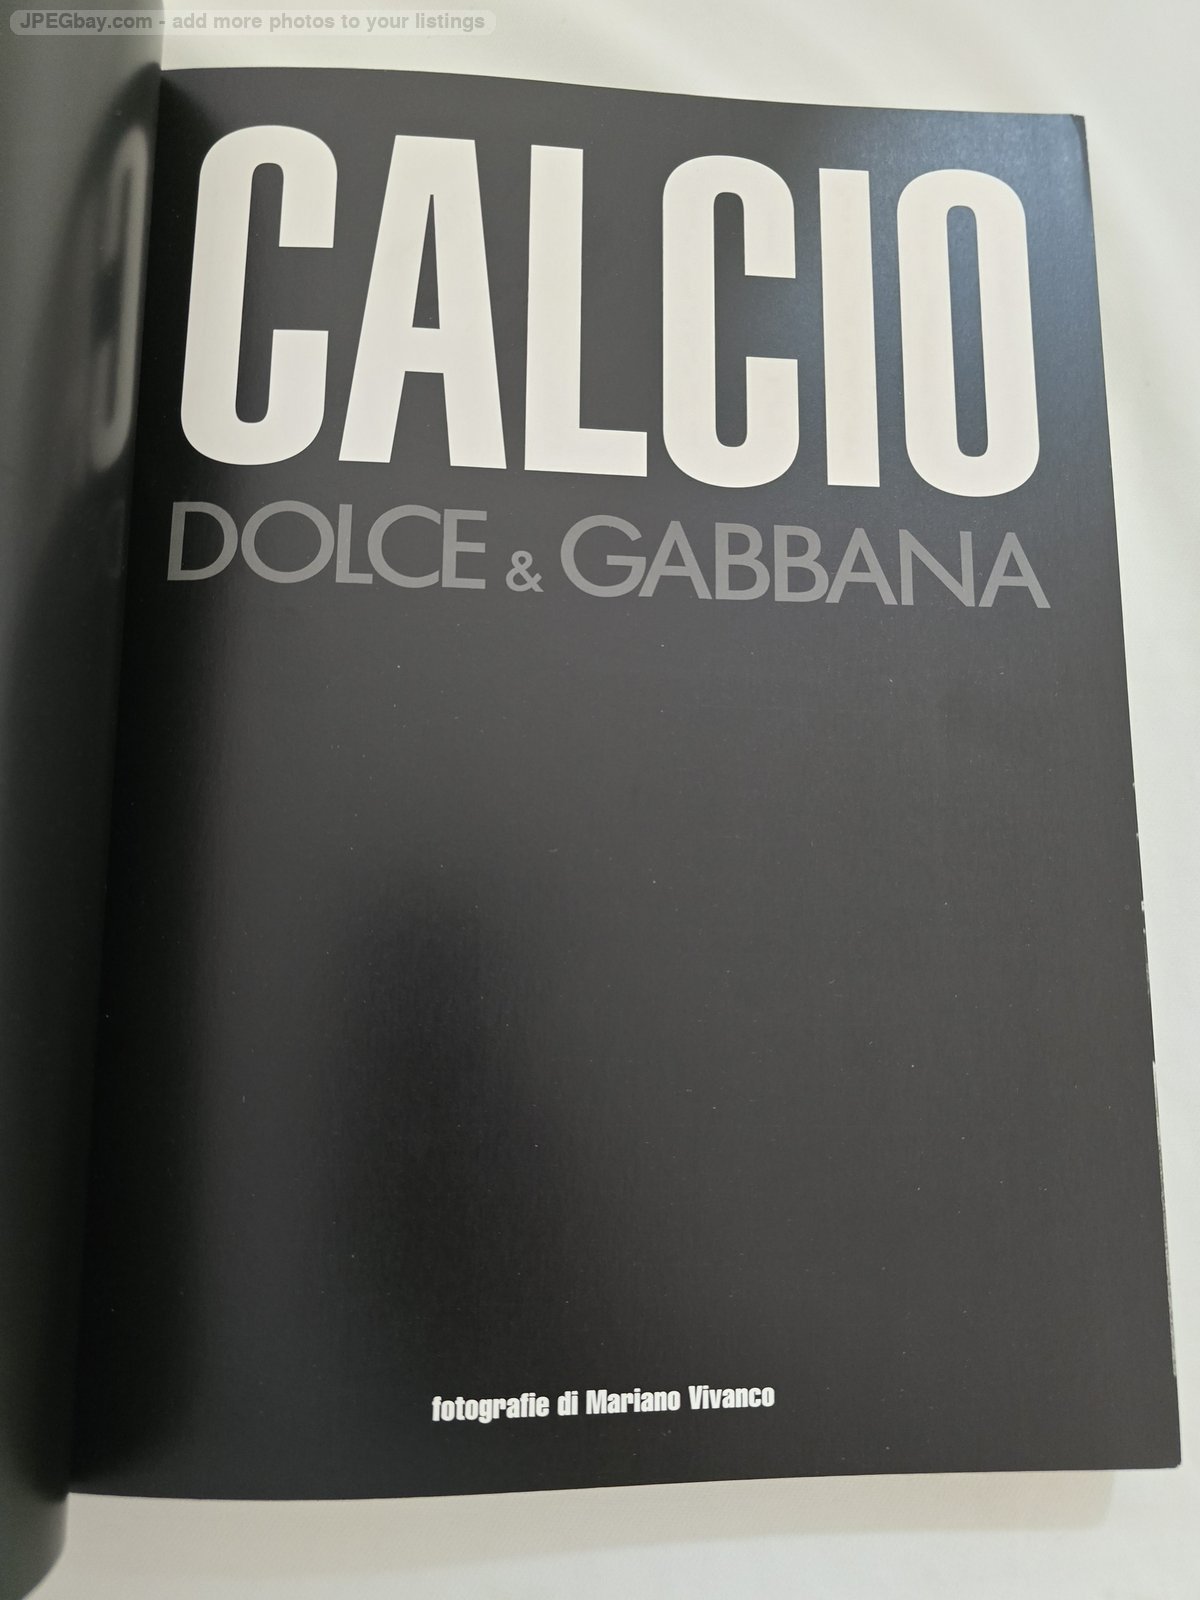 JPEGbay.com - add more photos to your listings
CALCIO
DOLCE & GABBANA
fotografie di Mariano Vivanco